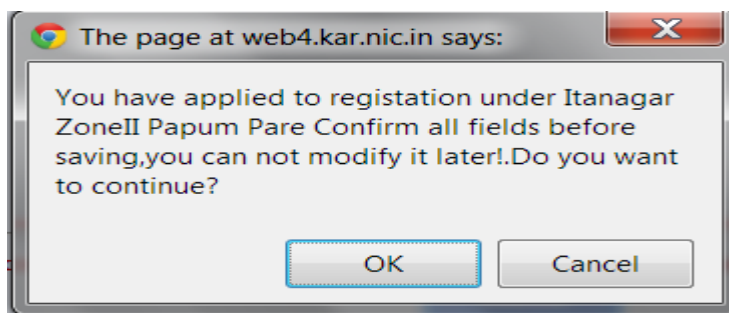 The page at web4.kar.nic.in says:
You have applied to registation under Itanagar
ZoneII Papum Pare Confirm all fields before
saving,you can not modify it later!.Do you want
to continue?
OK
Cancel